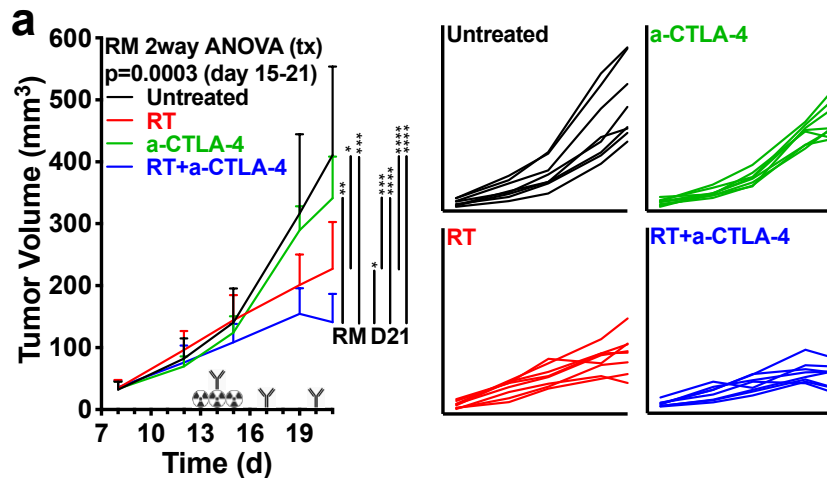 a
RM 2way ANOVA (tx)
p=0.0003 (day 15-21)
Untreated
RT
a-CTLA-4
RT+a-CTLA-4
Tumor Volume (mm³)
600
500
400
300
200
100
0
7
10
13
16
19
Time (d)
**
*
***
*
***
****
****
****
RM D21
Untreated
a-CTLA-4
RT
RT+a-CTLA-4